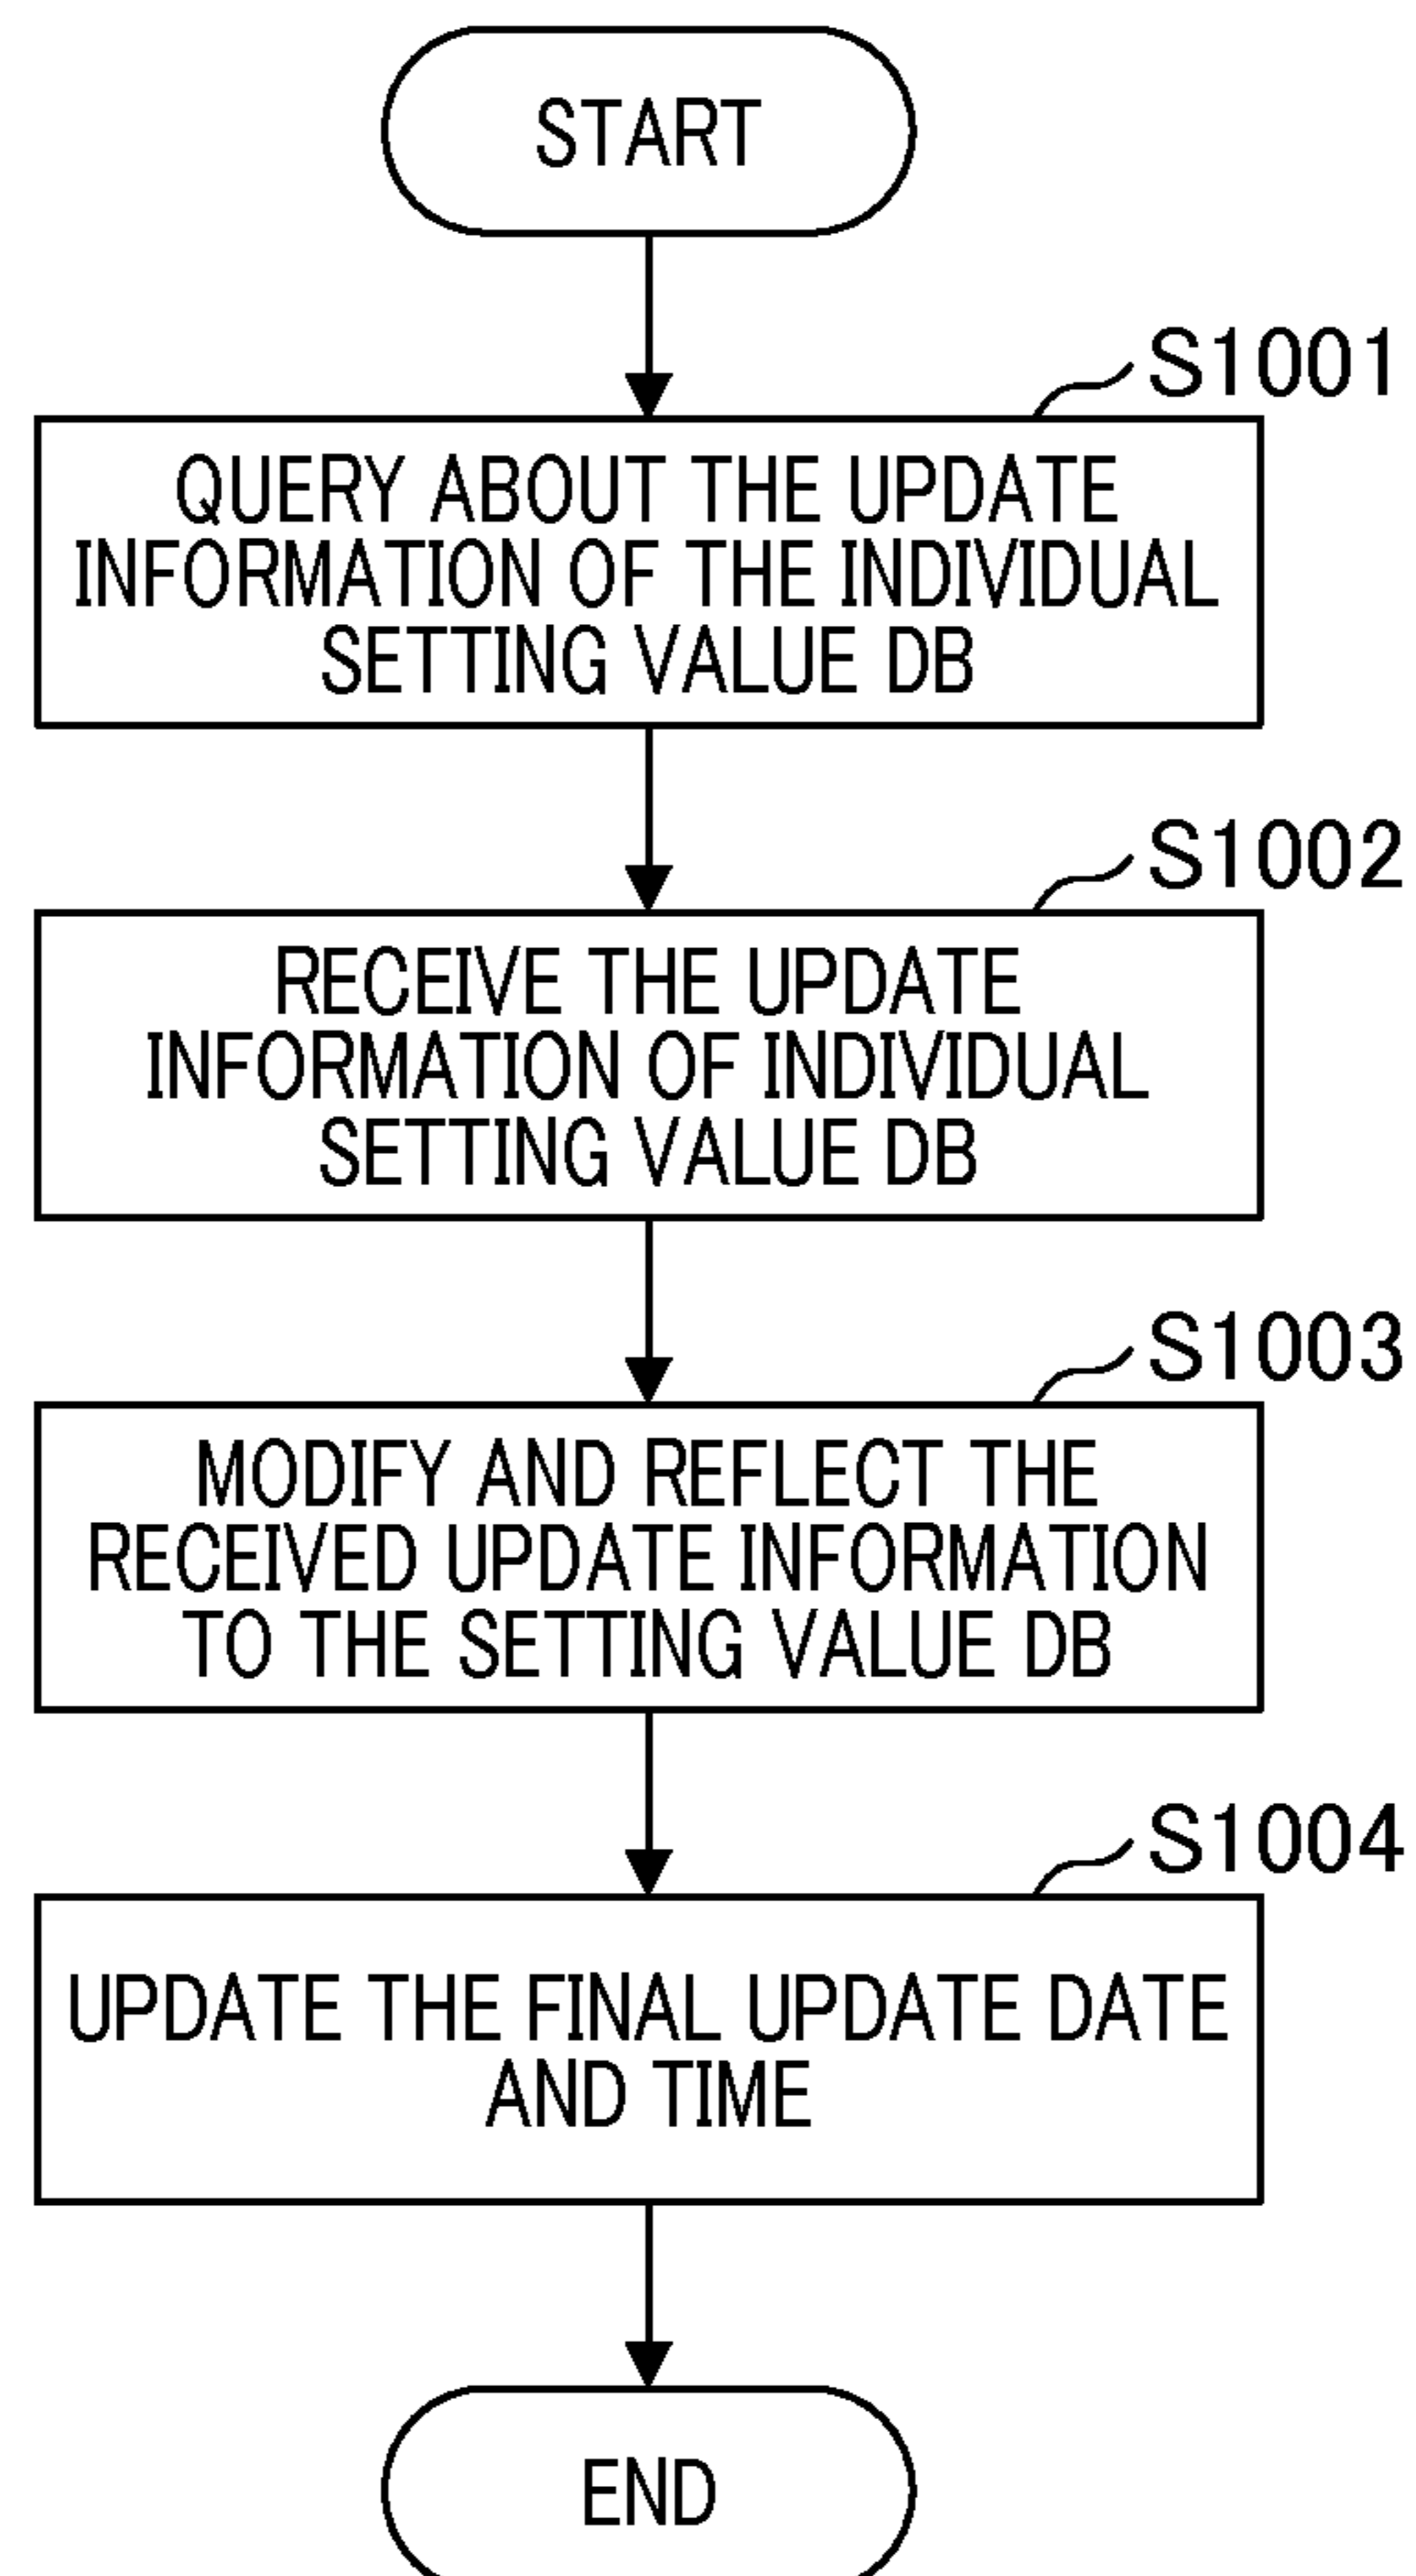 START
S1001
QUERY ABOUT THE UPDATE
INFORMATION OF THE INDIVIDUAL
SETTING VALUE DB
S1002
RECEIVE THE UPDATE
INFORMATION OF INDIVIDUAL
SETTING VALUE DB
S1003
MODIFY AND REFLECT THE
RECEIVED UPDATE INFORMATION
TO THE SETTING VALUE DB
S1004
UPDATE THE FINAL UPDATE DATE
AND TIME
END